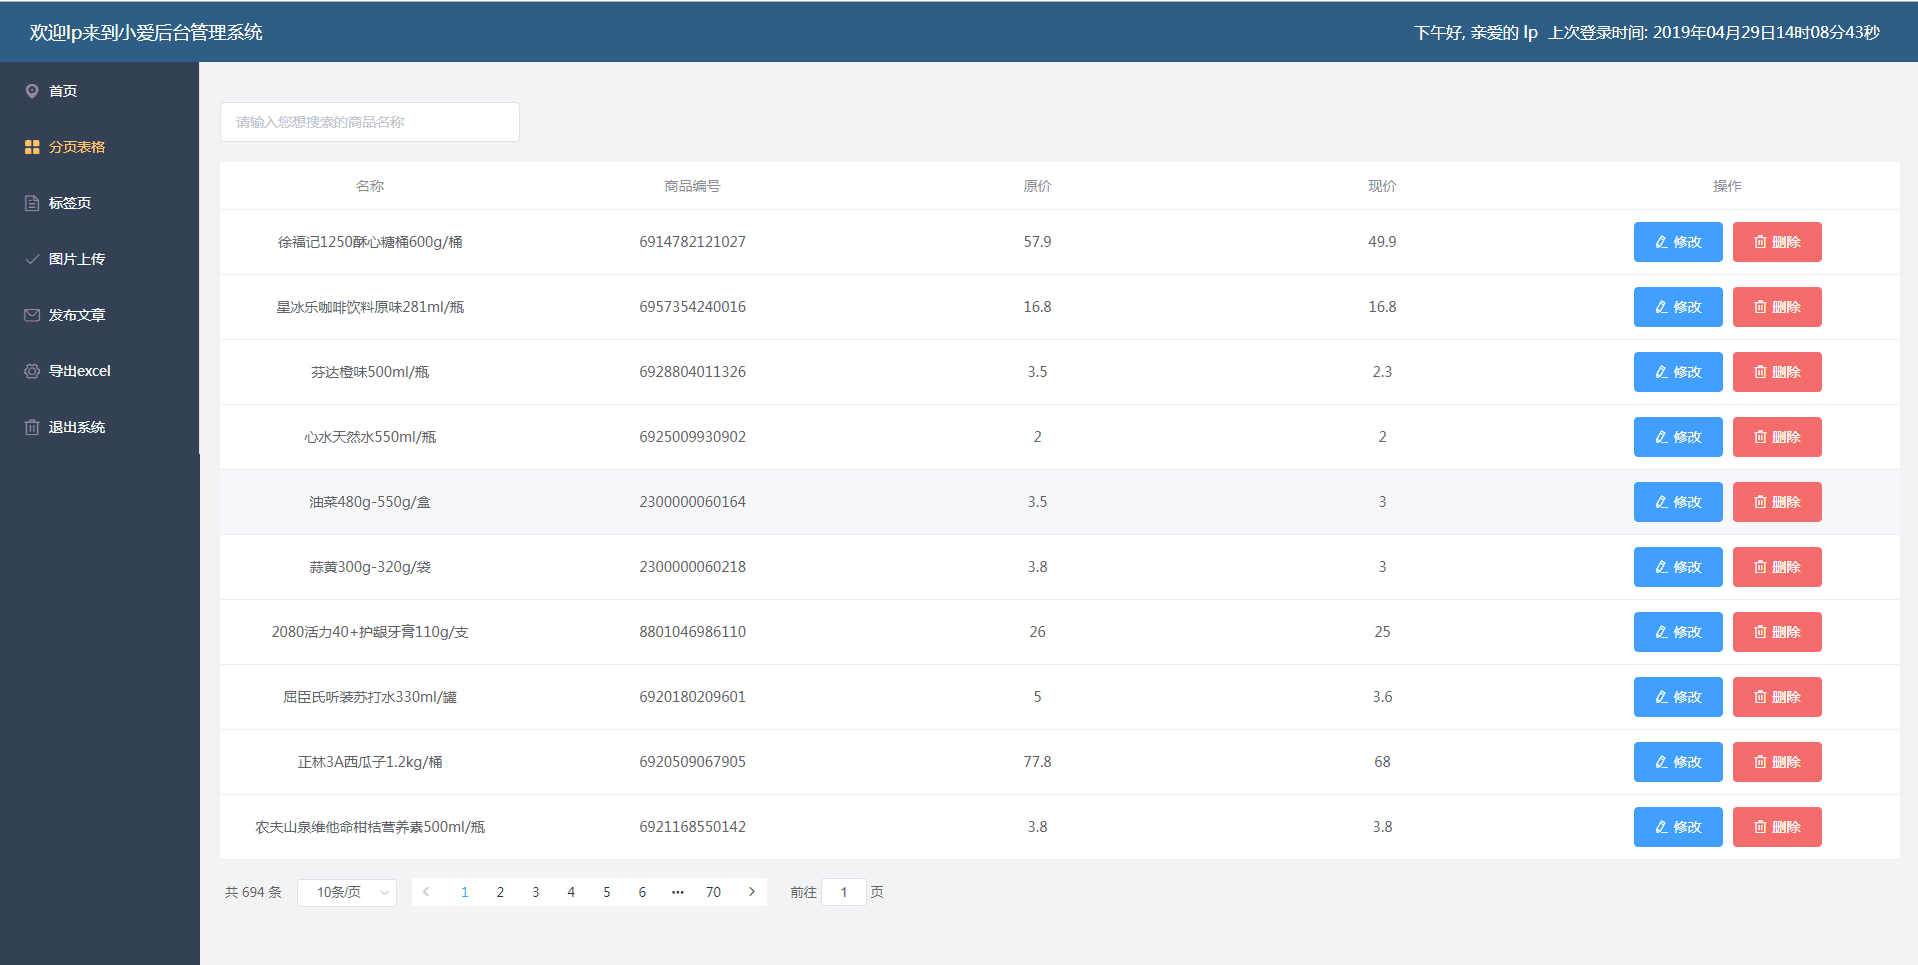 欢迎lp来到小爱后台管理系统
下午好, 亲爱的 lp 上次登录时间: 2019年04月29日14时08分43秒
首页
分页表格
标签页
图片上传
发布文章
导出excel
退出系统
请输入您想搜索的商品名称
名称 商品编号 原价 现价 操作
徐福记1250酥心糖桶600g/桶 6914782121027 57.9 49.9 修改 删除
星冰乐咖啡饮料原味281ml/瓶 6957354240016 16.8 16.8 修改 删除
芬达橙味500ml/瓶 6928804011326 3.5 2.3 修改 删除
心水天然水550ml/瓶 6925009930902 2 2 修改 删除
油菜480g-550g/盒 2300000060164 3.5 3 修改 删除
蒜黄300g-320g/袋 2300000060218 3.8 3 修改 删除
2080活力40+护龈牙膏110g/支 8801046986110 26 25 修改 删除
屈臣氏听装苏打水330ml/罐 6920180209601 5 3.6 修改 删除
正林3A西瓜子1.2kg/桶 6920509067905 77.8 68 修改 删除
农夫山泉维他命柑桔营养素500ml/瓶 6921168550142 3.8 3.8 修改 删除
共 694 条 10条/页 1 2 3 4 5 6 ••• 70 前往 1 页